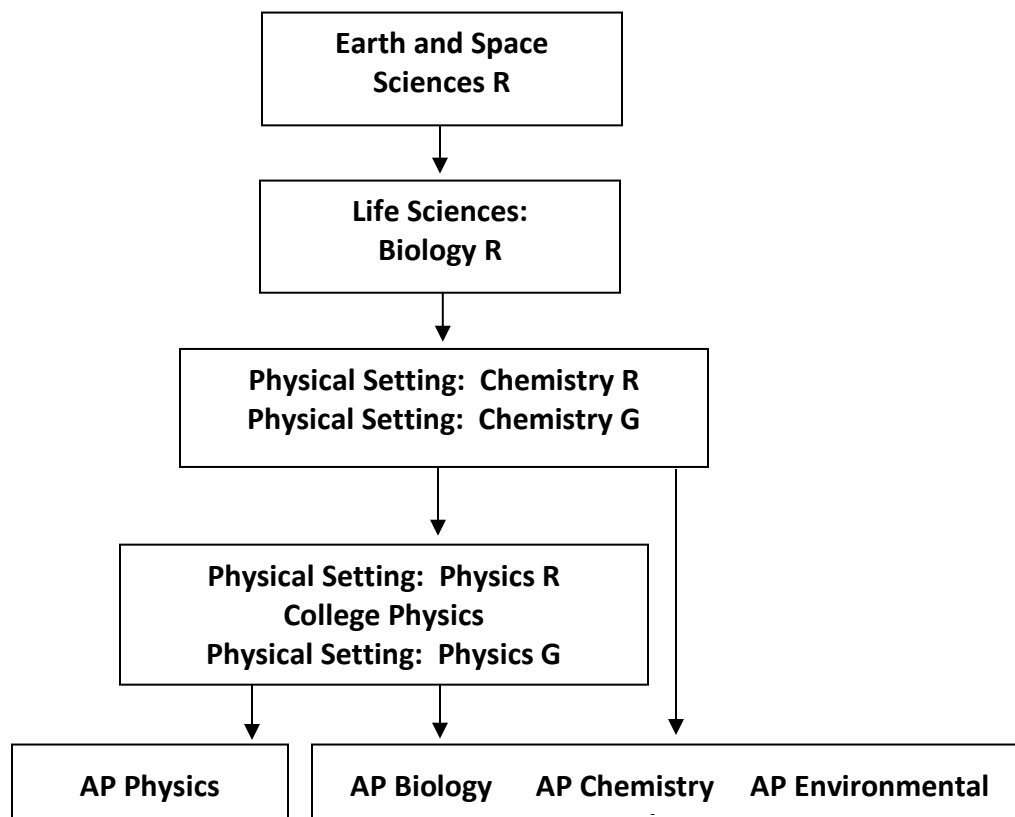 Earth and Space
Sciences R
Life Sciences:
Biology R
Physical Setting:  Chemistry R
Physical Setting:  Chemistry G
Physical Setting:  Physics R
College Physics
Physical Setting:  Physics G
AP Physics
AP Biology
AP Chemistry
AP Environmental